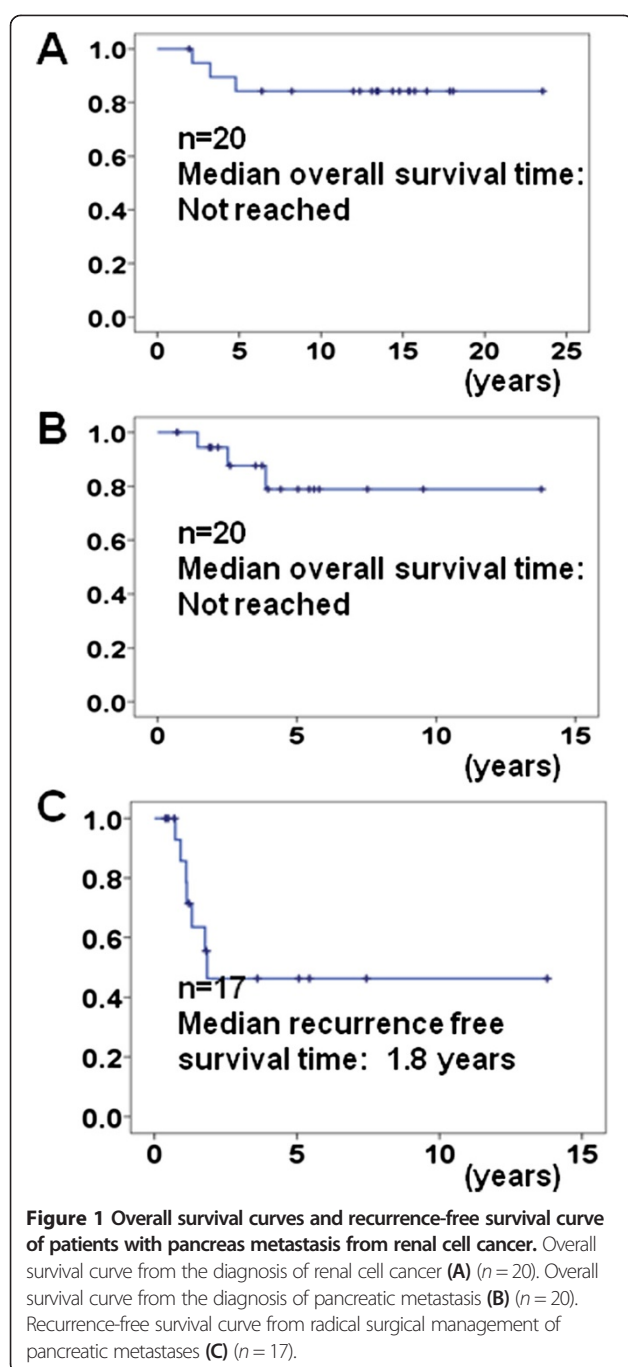 A
1.0
0.8
0.6
0.4
0.2
0.0
n=20
Median overall survival time:
Not reached
0 5 10 15 20 25
(years)
B
1.0
0.8
0.6
0.4
0.2
0.0
n=20
Median overall survival time:
Not reached
0 5 10 15
(years)
C
1.0
0.8
0.6
0.4
0.2
0.0
n=17
Median recurrence free
survival time: 1.8 years
0 5 10 15
(years)
Figure 1 Overall survival curves and recurrence-free survival curve
of patients with pancreas metastasis from renal cell cancer. Overall
survival curve from the diagnosis of renal cell cancer (A) (n = 20). Overall
survival curve from the diagnosis of pancreatic metastasis (B) (n = 20).
Recurrence-free survival curve from radical surgical management of
pancreatic metastases (C) (n = 17).